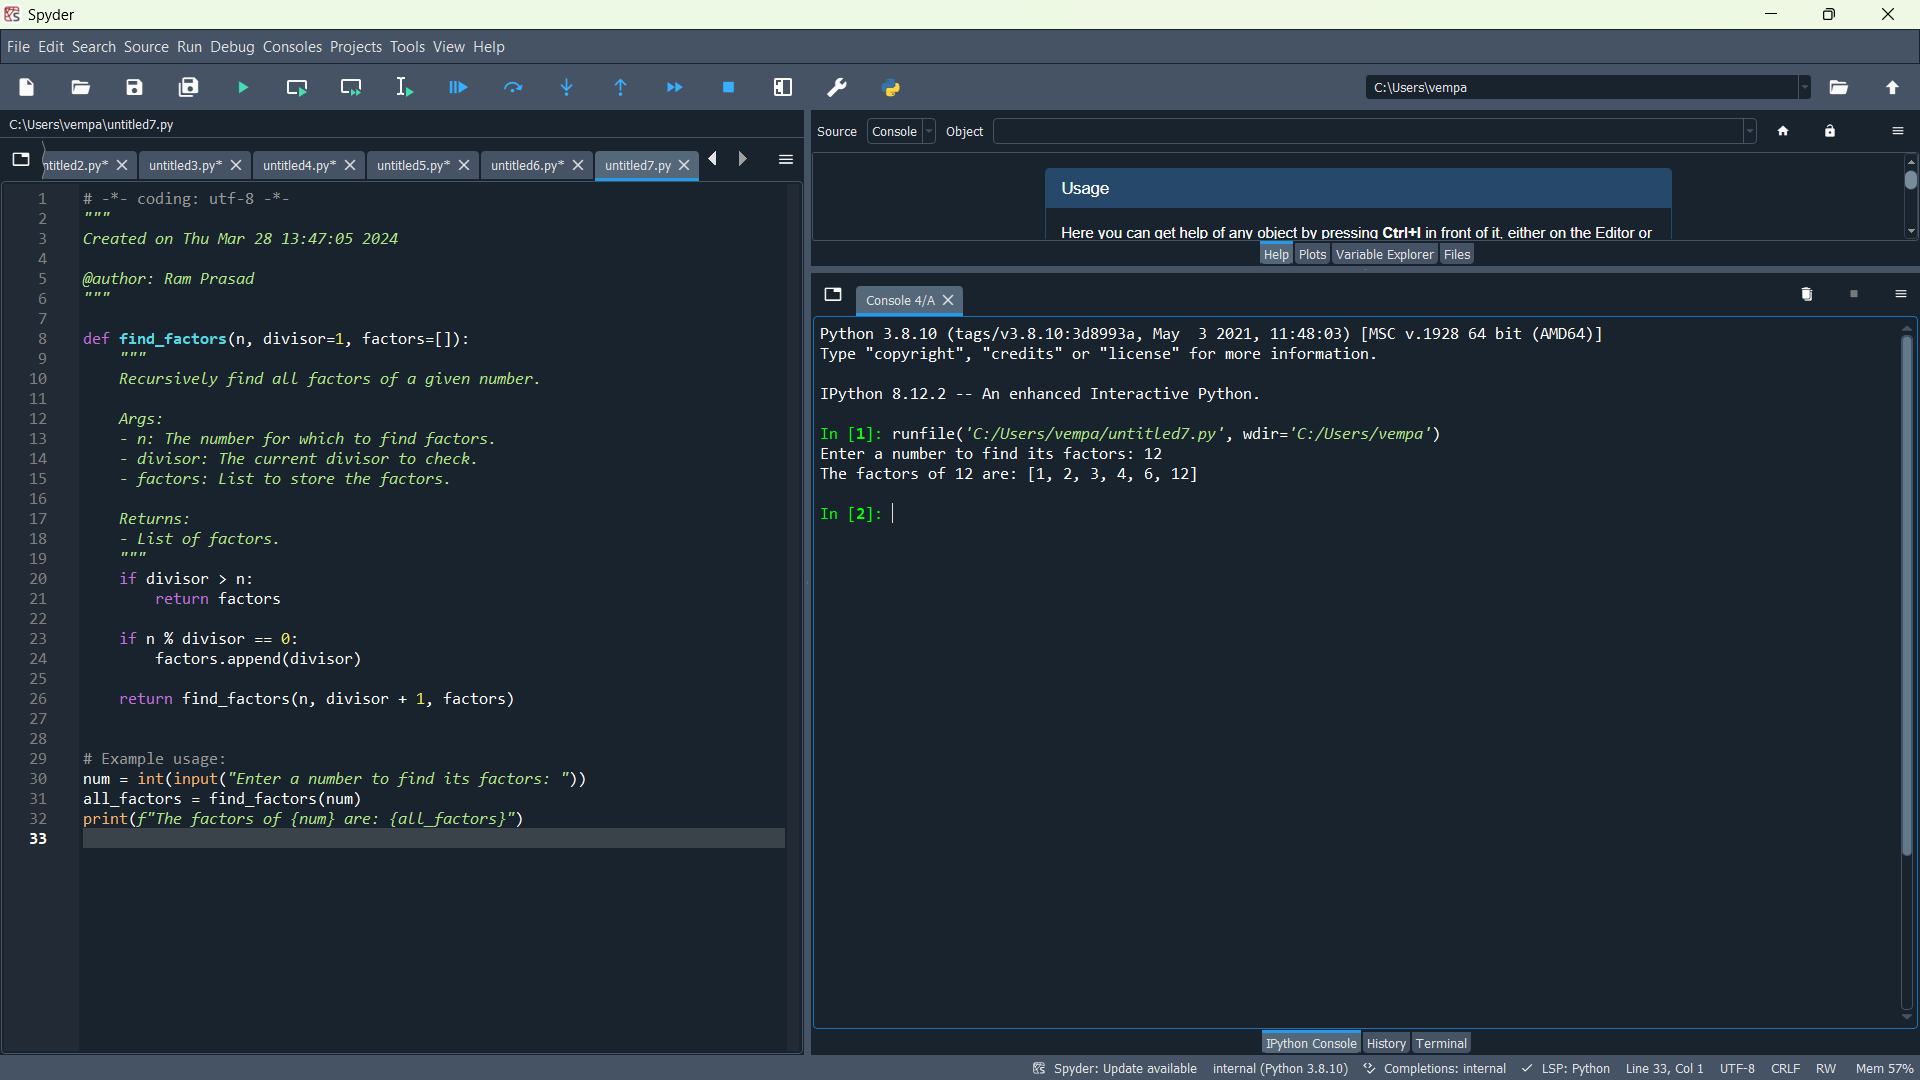 Spyder
File Edit Search Source Run Debug Consoles Projects Tools View Help
C:\Users\vempa
C:\Users\vempa\untitled7.py
ntitled2.py* untitled3.py* untitled4.py* untitled5.py* untitled6.py* untitled7.py
1 # -*- coding: utf-8 -*-
2 """
3 Created on Thu Mar 28 13:47:05 2024
4
5 @author: Ram Prasad
6 """
7
8 def find_factors(n, divisor=1, factors=[]):
9     """
10     Recursively find all factors of a given number.
11
12     Args:
13     - n: The number for which to find factors.
14     - divisor: The current divisor to check.
15     - factors: List to store the factors.
16
17     Returns:
18     - List of factors.
19     """
20     if divisor > n:
21         return factors
22
23     if n % divisor == 0:
24         factors.append(divisor)
25
26     return find_factors(n, divisor + 1, factors)
27
28
29 # Example usage:
30 num = int(input("Enter a number to find its factors: "))
31 all_factors = find_factors(num)
32 print(f"The factors of {num} are: {all_factors}")
33
Source Console Object
Usage
Here you can get help of any object by pressing Ctrl+I in front of it, either on the Editor or
Help Plots Variable Explorer Files
Console 4/A
Python 3.8.10 (tags/v3.8.10:3d8993a, May  3 2021, 11:48:03) [MSC v.1928 64 bit (AMD64)]
Type "copyright", "credits" or "license" for more information.
IPython 8.12.2 -- An enhanced Interactive Python.
In [1]: runfile('C:/Users/vempa/untitled7.py', wdir='C:/Users/vempa')
Enter a number to find its factors: 12
The factors of 12 are: [1, 2, 3, 4, 6, 12]
In [2]:
IPython Console History Terminal
Spyder: Update available internal (Python 3.8.10) Completions: internal LSP: Python Line 33, Col 1 UTF-8 CRLF RW Mem 57%